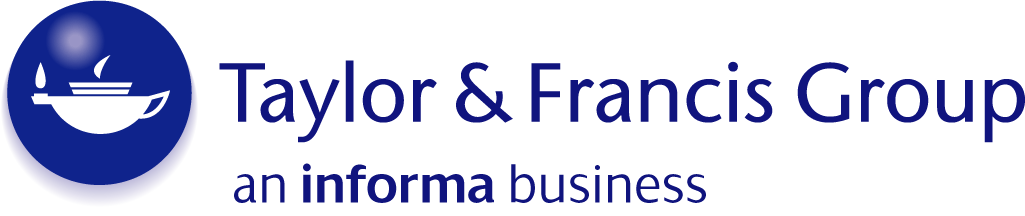 Taylor & Francis Group
an informa business